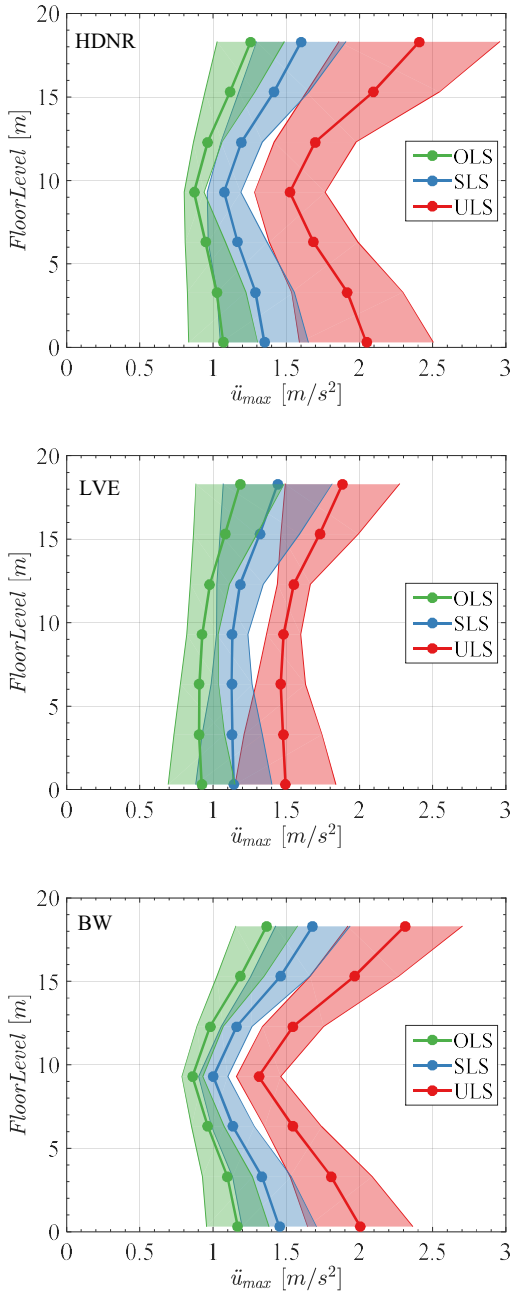 HDNR
20
15
10
5
0
FloorLevel [m]
OLS
SLS
ULS
0 0.5 1 1.5 2 2.5 3
ü_max [m/s²]
LVE
20
15
10
5
0
FloorLevel [m]
OLS
SLS
ULS
0 0.5 1 1.5 2 2.5 3
ü_max [m/s²]
BW
20
15
10
5
0
FloorLevel [m]
OLS
SLS
ULS
0 0.5 1 1.5 2 2.5 3
ü_max [m/s²]